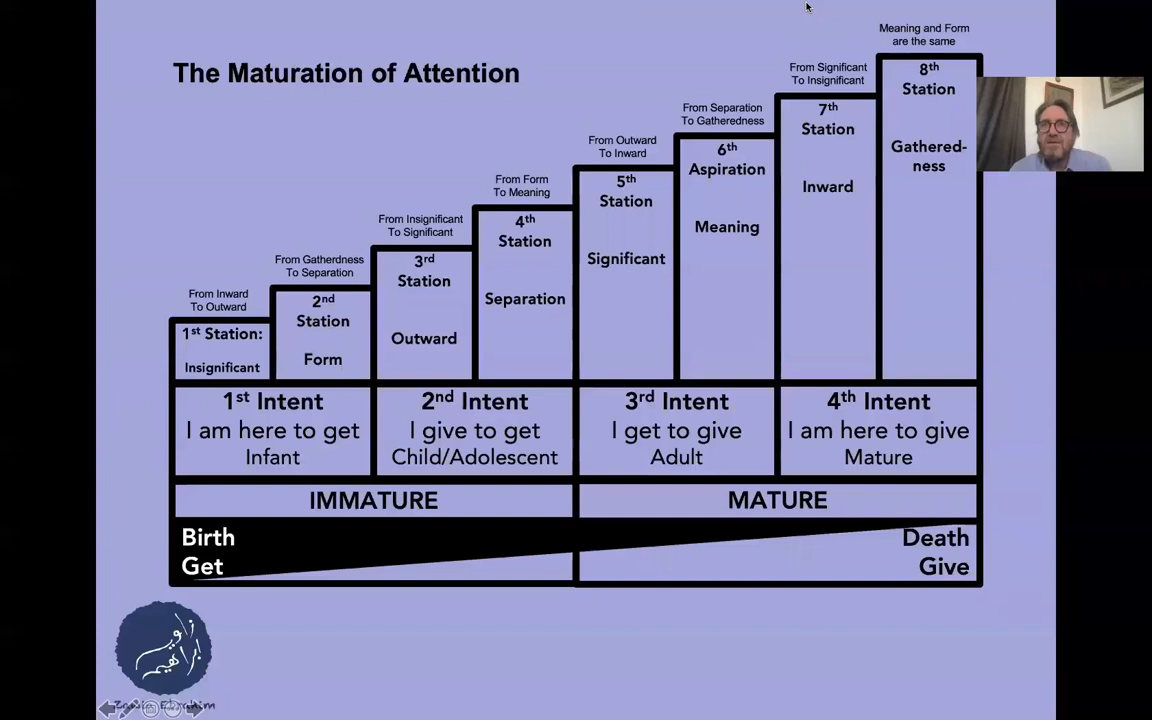 The Maturation of Attention
From Inward
To Outward
1st Station:
Insignificant
From Gatherdness
To Separation
2nd
Station
Form
From Insignificant
To Significant
3rd
Station
Outward
From Form
To Meaning
4th
Station
Separation
From Outward
To Inward
5th
Station
Significant
From Separation
To Gatheredness
6th
Aspiration
Meaning
From Significant
To Insignificant
7th
Station
Inward
Meaning and Form
are the same
8th
Station
Gathered-
ness
1st Intent
I am here to get
Infant
2nd Intent
I give to get
Child/Adolescent
3rd Intent
I get to give
Adult
4th Intent
I am here to give
Mature
IMMATURE
MATURE
Birth
Get
Death
Give
زاویه
ابراهیم
Zawia Ebrahim